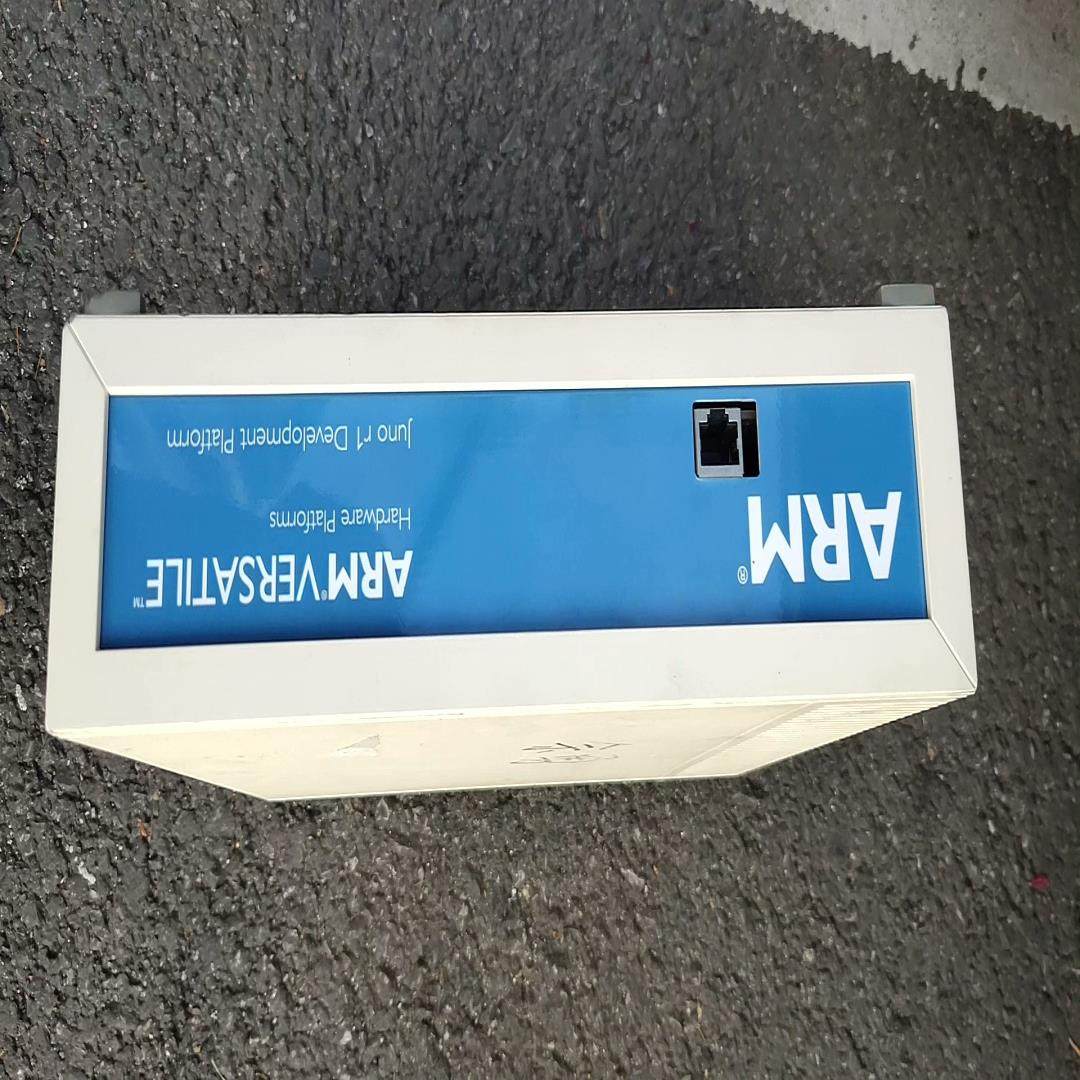 ARM®
ARM®VERSATILE™
Hardware Platforms
Juno r1 Development Platform